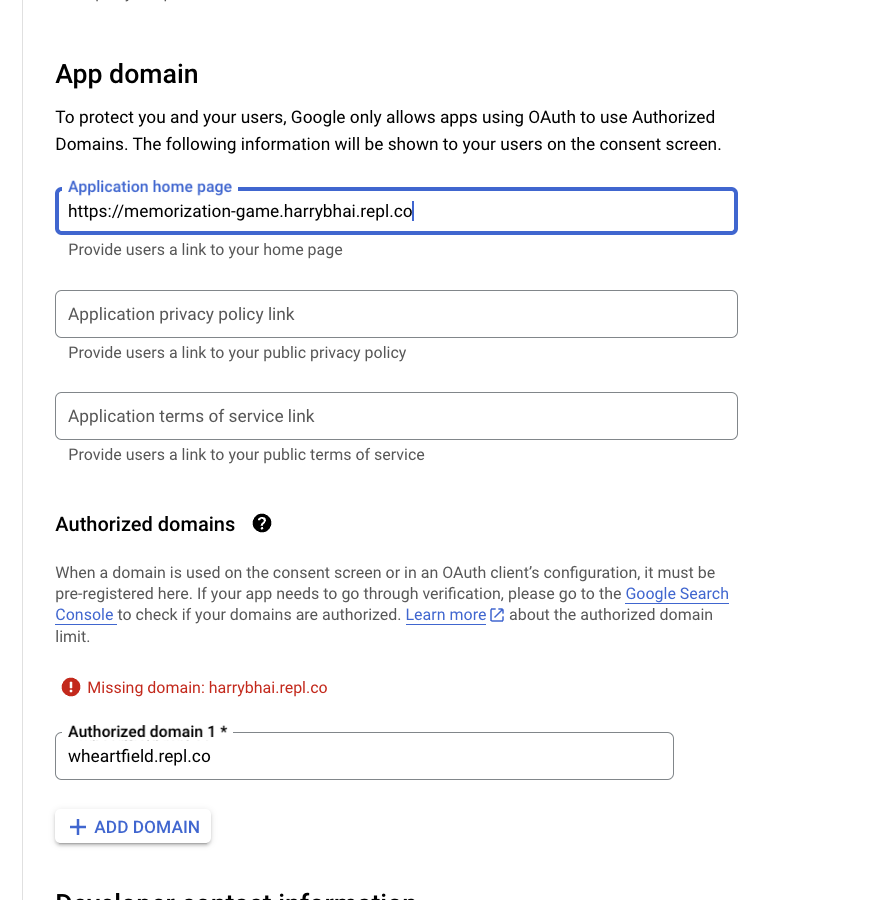 App domain
To protect you and your users, Google only allows apps using OAuth to use Authorized
Domains. The following information will be shown to your users on the consent screen.
Application home page
https://memorization-game.harrybhai.repl.co
Provide users a link to your home page
Application privacy policy link
Provide users a link to your public privacy policy
Application terms of service link
Provide users a link to your public terms of service
Authorized domains
When a domain is used on the consent screen or in an OAuth client’s configuration, it must be
pre-registered here. If your app needs to go through verification, please go to the Google Search
Console to check if your domains are authorized. Learn more about the authorized domain
limit.
Missing domain: harrybhai.repl.co
Authorized domain 1 *
wheartfield.repl.co
ADD DOMAIN
Developer contact information